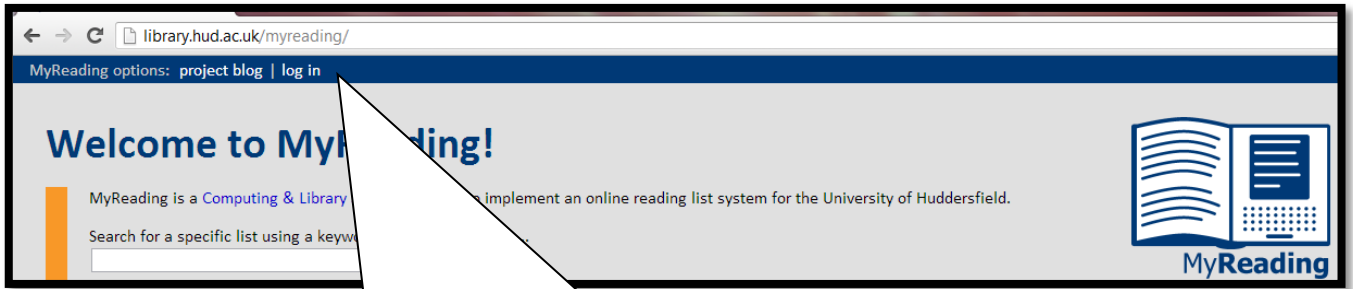 library.hud.ac.uk/myreading/
MyReading options: project blog | log in
Welcome to MyR ding!
MyReading is a Computing & Library implement an online reading list system for the University of Huddersfield.
Search for a specific list using a keywo
MyReading